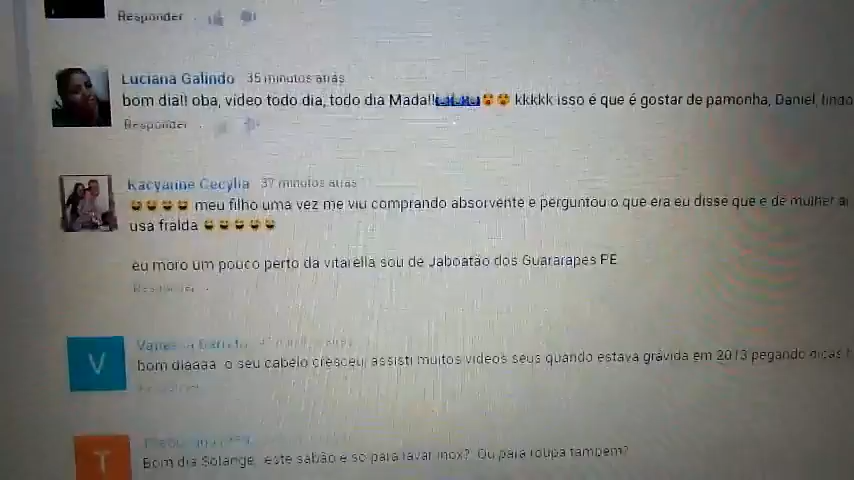 Responder
Luciana Galindo 35 minutos atrás
bom dia!! oba, vídeo todo dia, todo dia Mada!! kkkkk isso é que é gostar de pamonha, Daniel, lindo
Responder
Kacyanne Cecylia 37 minutos atrás
😄😄😄😄 meu filho uma vez me viu comprando absorvente e perguntou o que era eu disse que e de mulher ai
usa fralda 😄😄😄😄😄
eu moro um pouco perto da vitarella sou de Jaboatão dos Guararapes PE
Responder
V
bom diaaaa o seu cabelo cresceu, assisti muitos vídeos seus quando estava grávida em 2013 pegando dicas
T
Bom dia Solange, este sabão e so para lavar inox? Ou para roupa tambem?